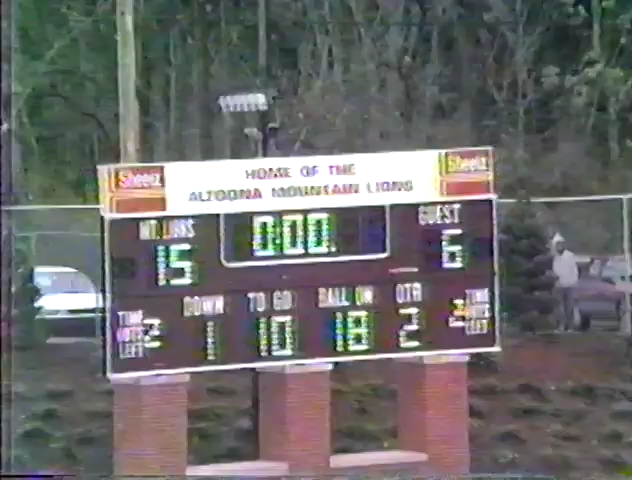 Sheetz HOME OF THE Sheetz
ALTOONA MOUNTAIN LIONS
MT. LIONS 0:00 GUEST
15 6
DOWN TO GO BALL ON QTR
TIME OUTS LEFT 2 1 10 18 2 TIME OUTS LEFT